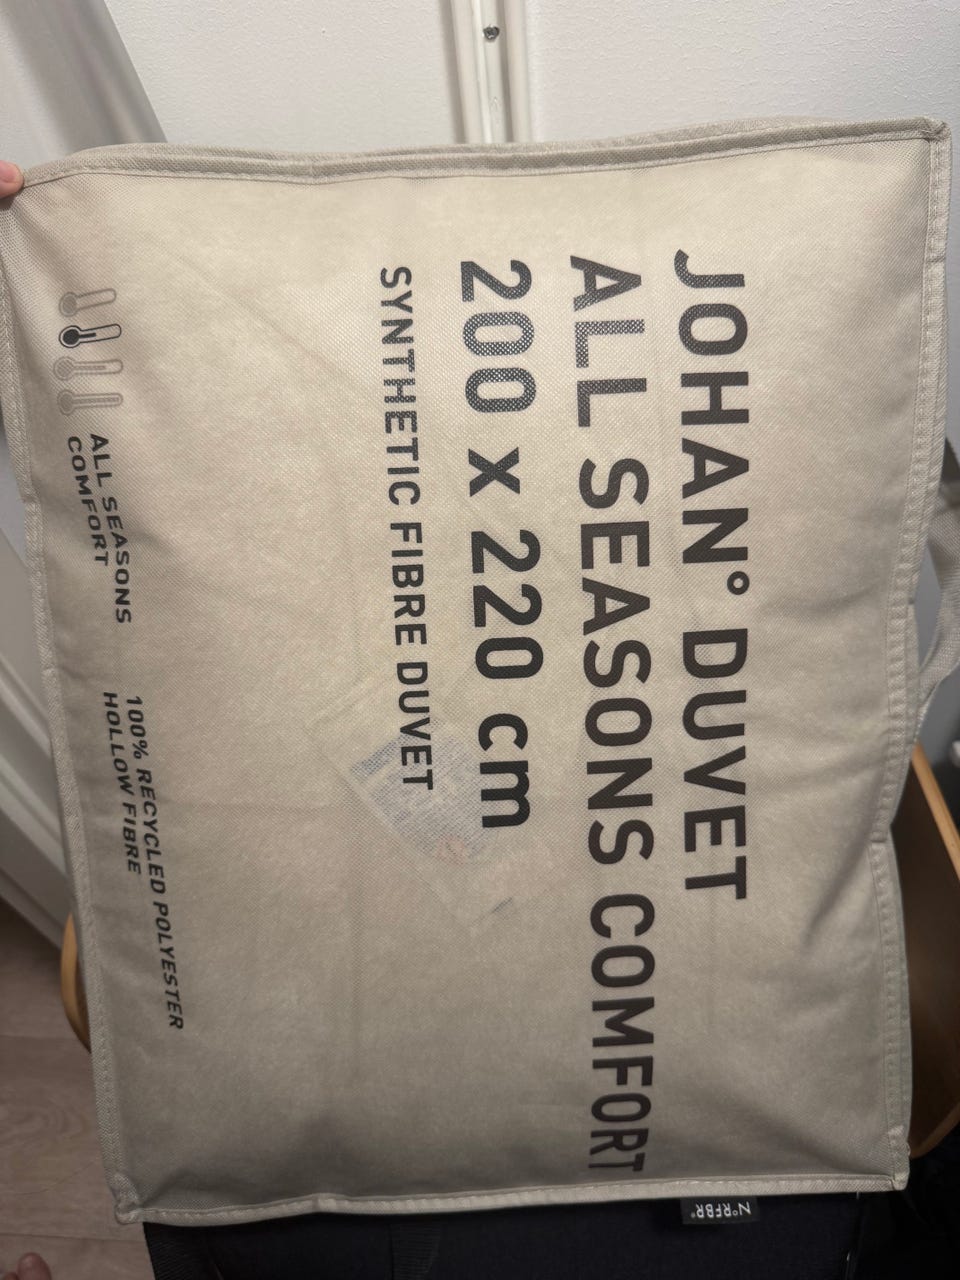 JOHAN° DUVET
ALL SEASONS COMFORT
200 x 220 cm
SYNTHETIC FIBRE DUVET
ALL SEASONS
COMFORT
100% RECYCLED POLYESTER
HOLLOW FIBRE
N°RFBR°